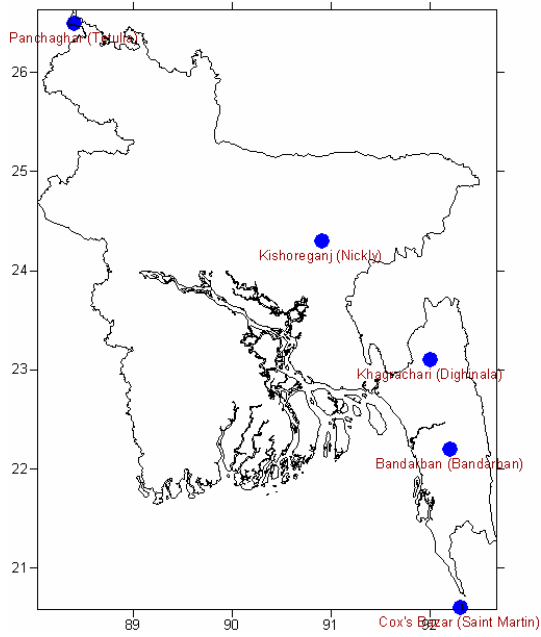 Panchaghar (Tetulia)
26
25
Kishoreganj (Nickly)
24
23
Khagrachari (Dighinala)
Bandarban (Bandarban)
22
21
Cox's Bazar (Saint Martin)
89 90 91 92